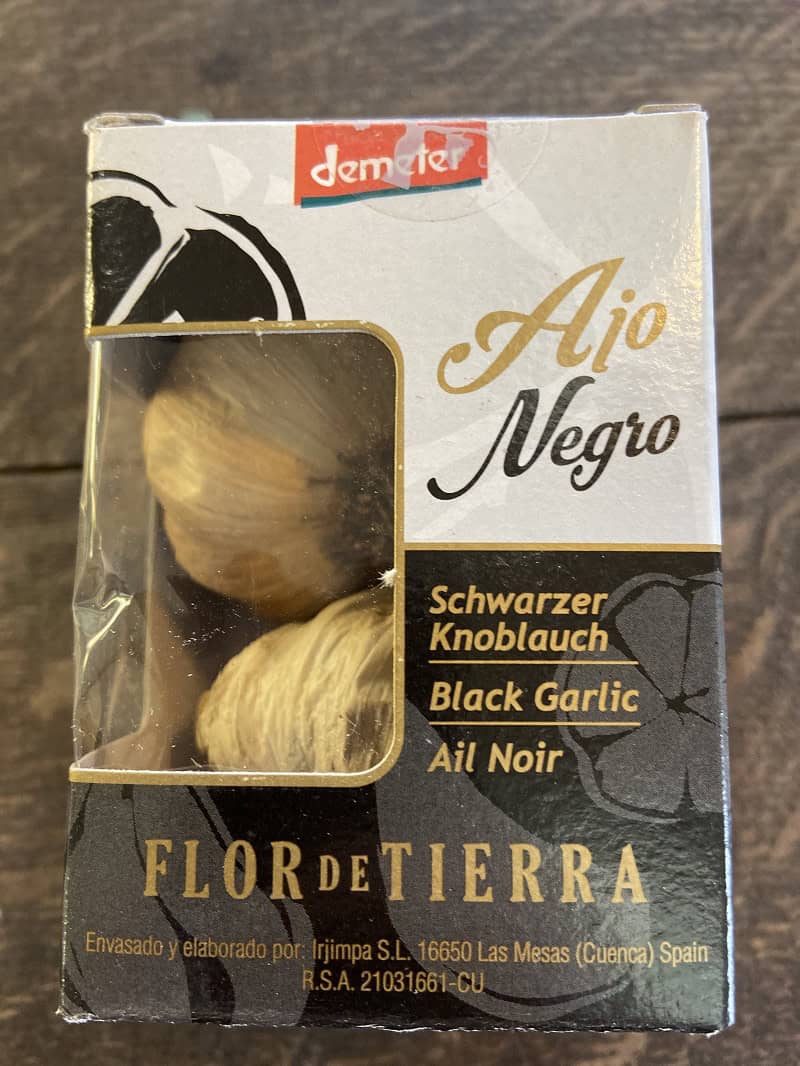 demeter
Ajo
Negro
Schwarzer
Knoblauch
Black Garlic
Ail Noir
FLOR DE TIERRA
Envasado y elaborado por: Irjimpa S.L. 16650 Las Mesas (Cuenca) Spain
R.S.A. 21031661-CU